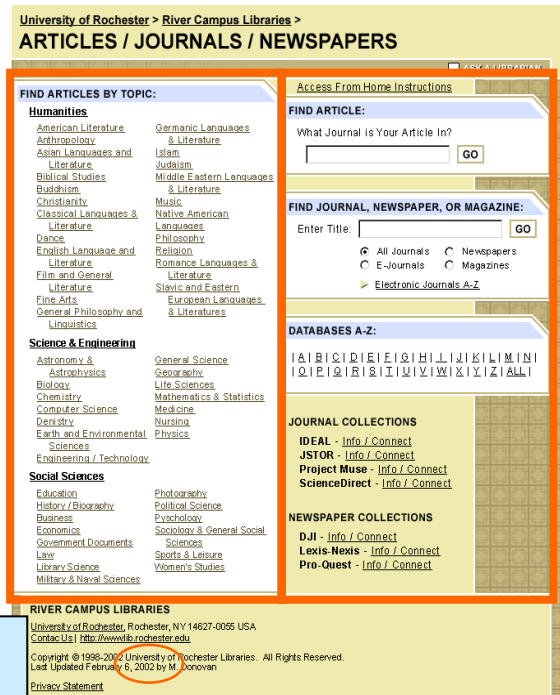 University of Rochester > River Campus Libraries >
ARTICLES / JOURNALS / NEWSPAPERS
ASK A LIBRARIAN
FIND ARTICLES BY TOPIC:
Humanities
American Literature
Anthropology
Asian Languages and
Literature
Biblical Studies
Buddhism
Christianity
Classical Languages &
Literature
Dance
English Language and
Literature
Film and General
Literature
Fine Arts
General Philosophy and
Linguistics
Germanic Languages
& Literature
Islam
Judaism
Middle Eastern Languages
& Literature
Music
Native American
Languages
Philosophy
Religion
Romance Languages &
Literature
Slavic and Eastern
European Languages
& Literatures
Science & Engineering
Astronomy &
Astrophysics
Biology
Chemistry
Computer Science
Denistry
Earth and Environmental
Sciences
Engineering / Technology
General Science
Geography
Life Sciences
Mathematics & Statistics
Medicine
Nursing
Physics
Social Sciences
Education
History / Biography
Business
Economics
Government Documents
Law
Library Science
Military & Naval Sciences
Photography
Political Science
Pyschology
Sociology & General Social
Sciences
Sports & Leisure
Women's Studies
Access From Home Instructions
FIND ARTICLE:
What Journal is Your Article In?
GO
FIND JOURNAL, NEWSPAPER, OR MAGAZINE:
Enter Title: GO
All Journals Newspapers
E-Journals Magazines
Electronic Journals A-Z
DATABASES A-Z:
| A | B | C | D | E | F | G | H | I | J | K | L | M | N |
| O | P | Q | R | S | T | U | V | W | X | Y | Z | ALL |
JOURNAL COLLECTIONS
IDEAL - Info / Connect
JSTOR - Info / Connect
Project Muse - Info / Connect
ScienceDirect - Info / Connect
NEWSPAPER COLLECTIONS
DJI - Info / Connect
Lexis-Nexis - Info / Connect
Pro-Quest - Info / Connect
RIVER CAMPUS LIBRARIES
University of Rochester, Rochester, NY 14627-0055 USA
Contac Us | http://www.lib.rochester.edu
Copyright © 1998-2002 University of Rochester Libraries. All Rights Reserved.
Last Updated February 6, 2002 by M. Donovan
Privacy Statement